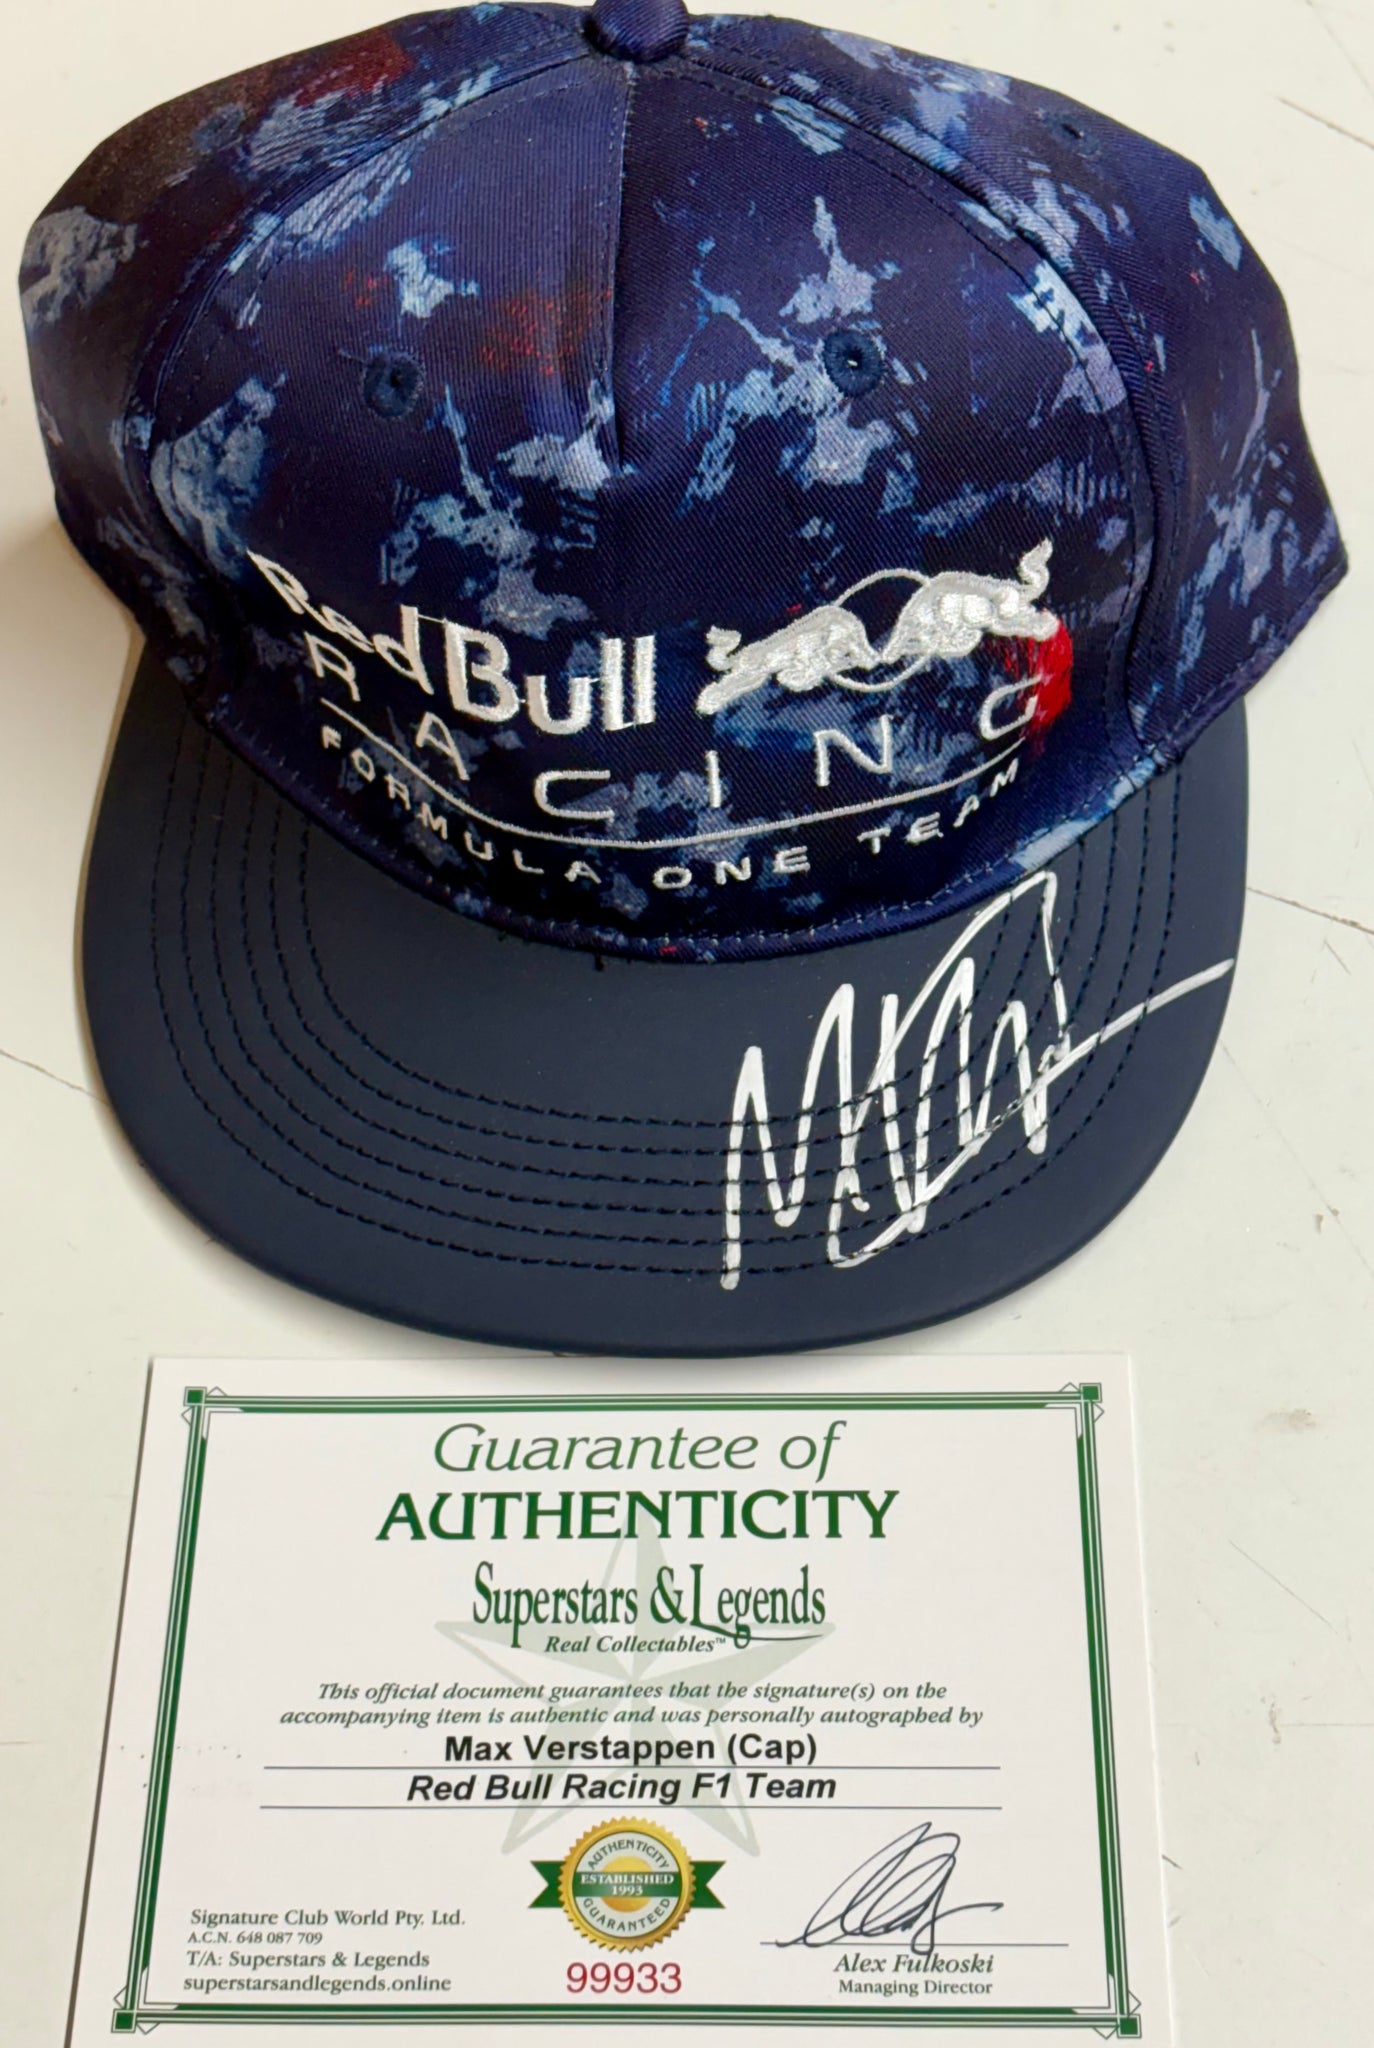 Red Bull
RACING
FORMULA ONE TEAM
Guarantee of
AUTHENTICITY
Superstars & Legends
Real Collectables™
This official document guarantees that the signature(s) on the
accompanying item is authentic and was personally autographed by
Max Verstappen (Cap)
Red Bull Racing F1 Team
AUTHENTICITY
ESTABLISHED
1993
GUARANTEED
Signature Club World Pty. Ltd.
A.C.N. 648 087 709
T/A: Superstars & Legends
superstarsandlegends.online
99933
Alex Fulkoski
Managing Director